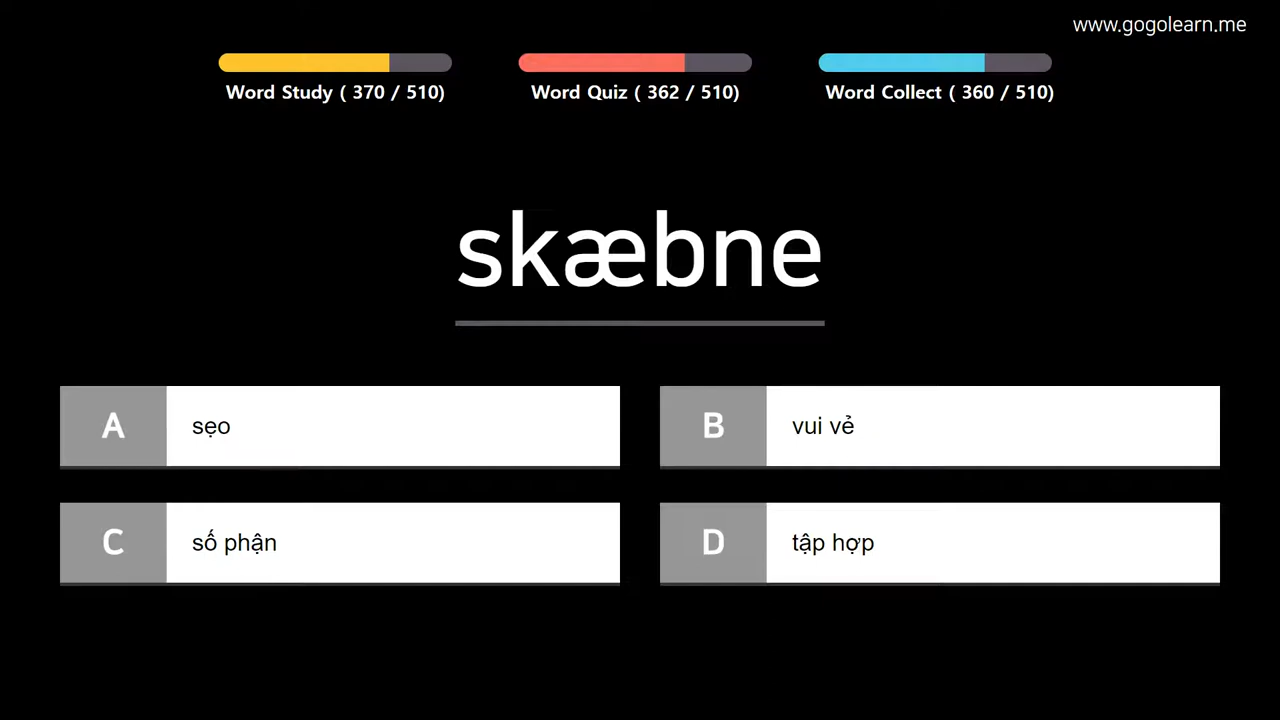 www.gogolearn.me
Word Study ( 370 / 510)
Word Quiz ( 362 / 510)
Word Collect ( 360 / 510)
skæbne
A
sẹo
B
vui vẻ
C
số phận
D
tập hợp